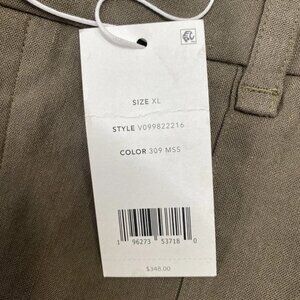 SIZE XL
STYLE V099822216
COLOR 309 MSS
1 96273 53718 0
$348.00